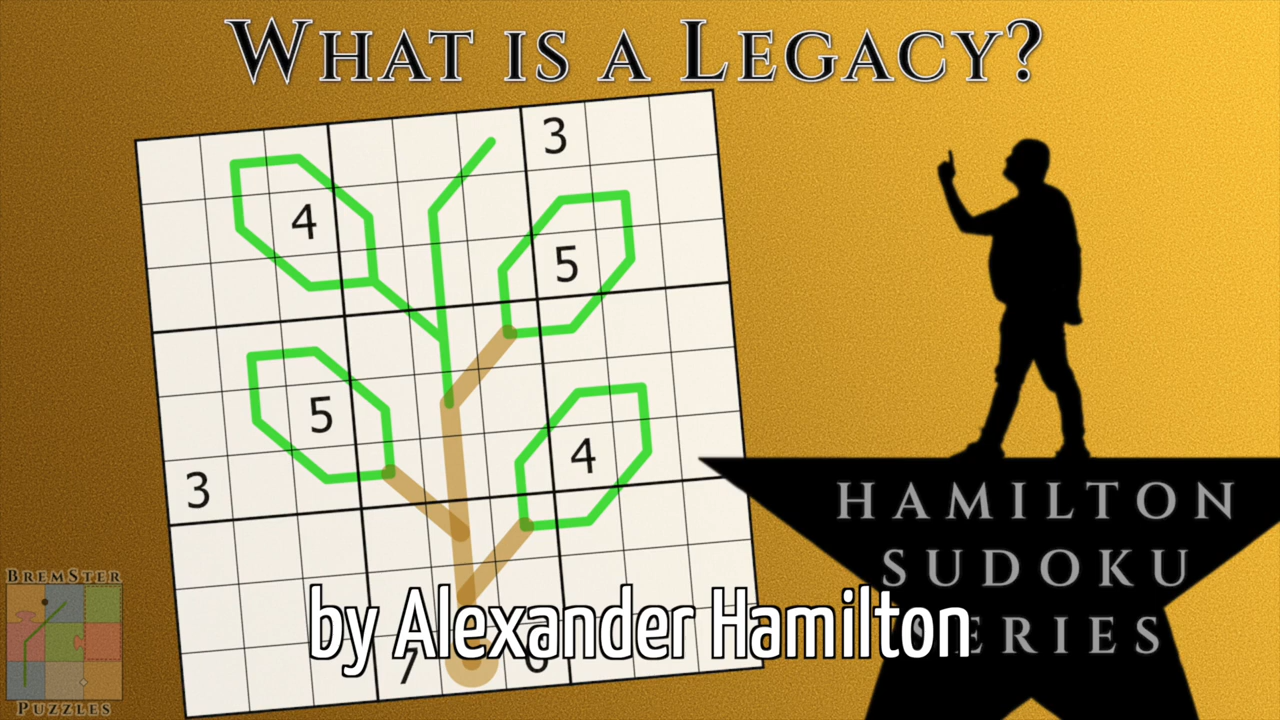 WHAT IS A LEGACY?
3
4
5
5
4
3
7 6
by Alexander Hamilton
HAMILTON
SUDOKU
SERIES
BREMSTER
PUZZLES